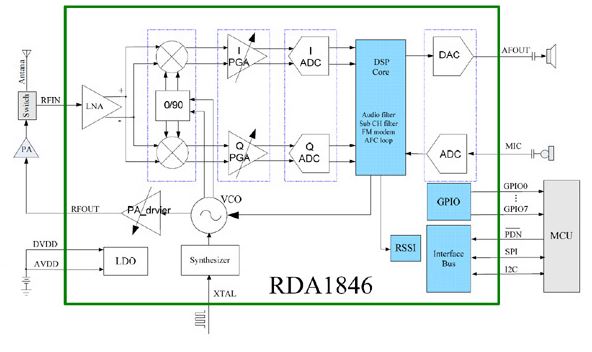 Antana
Switch
PA
RFIN
LNA
+
-
+
-
0/90
I
PGA
I
ADC
DSP
Core
Audio filter
Sub CH filter
FM modem
AFC loop
DAC
AFOUT
Q
PGA
Q
ADC
ADC
MIC
RFOUT
PA_drvier
VCO
GPIO
GPIO0
GPIO7
MCU
DVDD
AVDD
LDO
Synthesizer
RSSI
Interface
Bus
PDN
SPI
I2C
XTAL
RDA1846